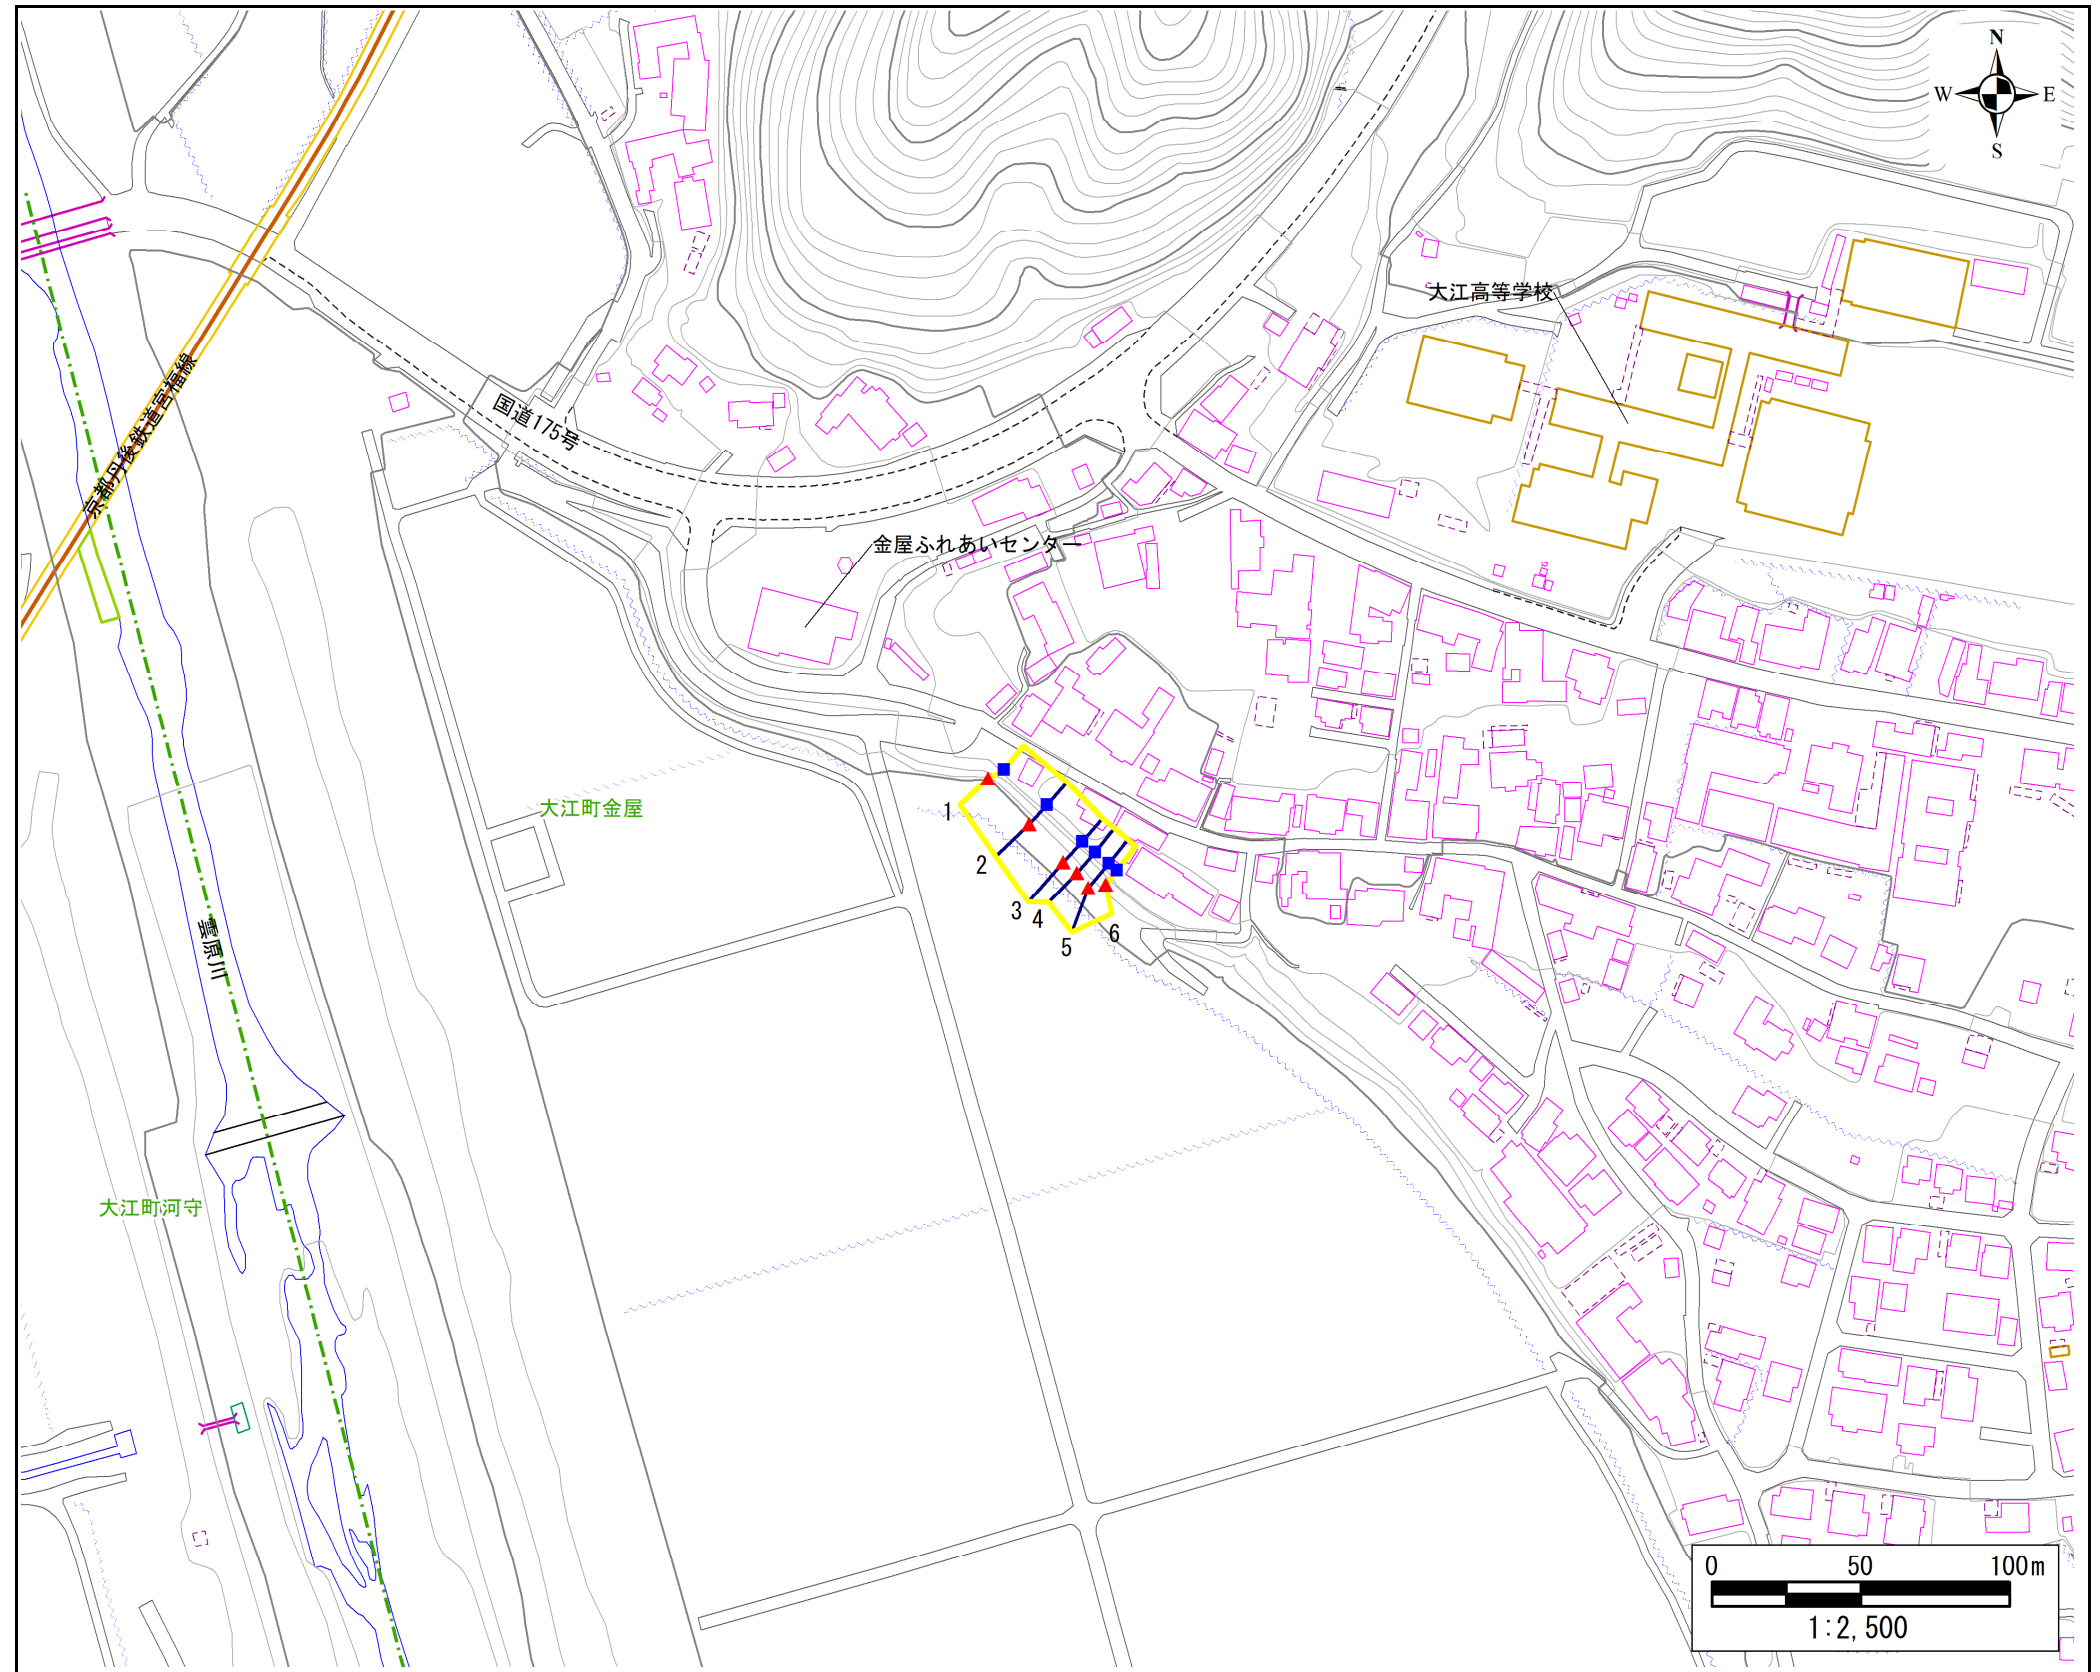 N
W E
S
大江高等学校
京都丹後鉄道宮福線
国道175号
金屋ふれあいセンター
大江町金屋
1
2
3
4
5
6
雲原川
大江町河守
0 50 100m
1:2,500